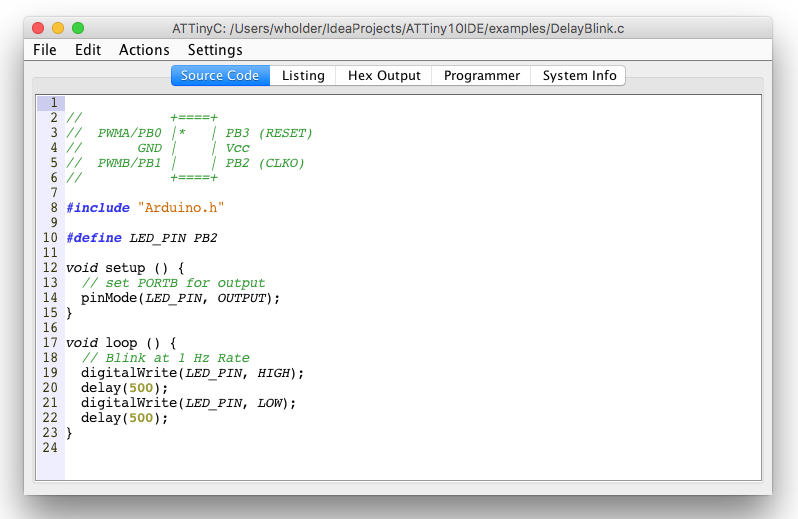 ATTinyC: /Users/wholder/IdeaProjects/ATTiny10IDE/examples/DelayBlink.c
File Edit Actions Settings
Source Code Listing Hex Output Programmer System Info
1
2 //           +====+
3 //  PWMA/PB0 |*   | PB3 (RESET)
4 //       GND |    | Vcc
5 //  PWMB/PB1 |    | PB2 (CLKO)
6 //           +====+
7
8 #include "Arduino.h"
9
10 #define LED_PIN PB2
11
12 void setup () {
13   // set PORTB for output
14   pinMode(LED_PIN, OUTPUT);
15 }
16
17 void loop () {
18   // Blink at 1 Hz Rate
19   digitalWrite(LED_PIN, HIGH);
20   delay(500);
21   digitalWrite(LED_PIN, LOW);
22   delay(500);
23 }
24